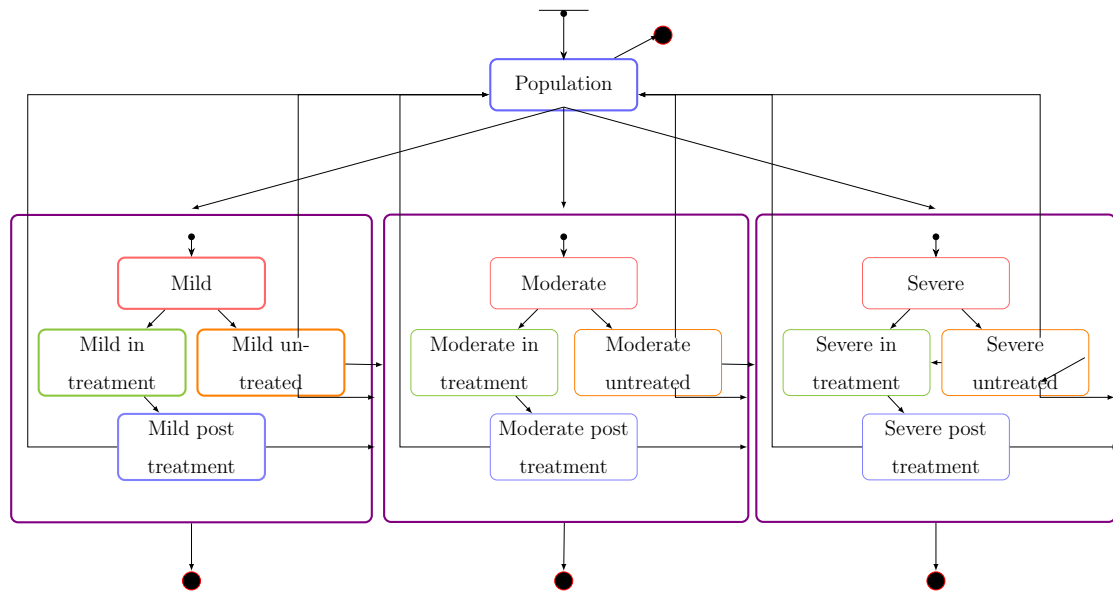 Population
Mild
Moderate
Severe
Mild in
treatment
Mild un-
treated
Moderate in
treatment
Moderate
untreated
Severe in
treatment
Severe
untreated
Mild post
treatment
Moderate post
treatment
Severe post
treatment